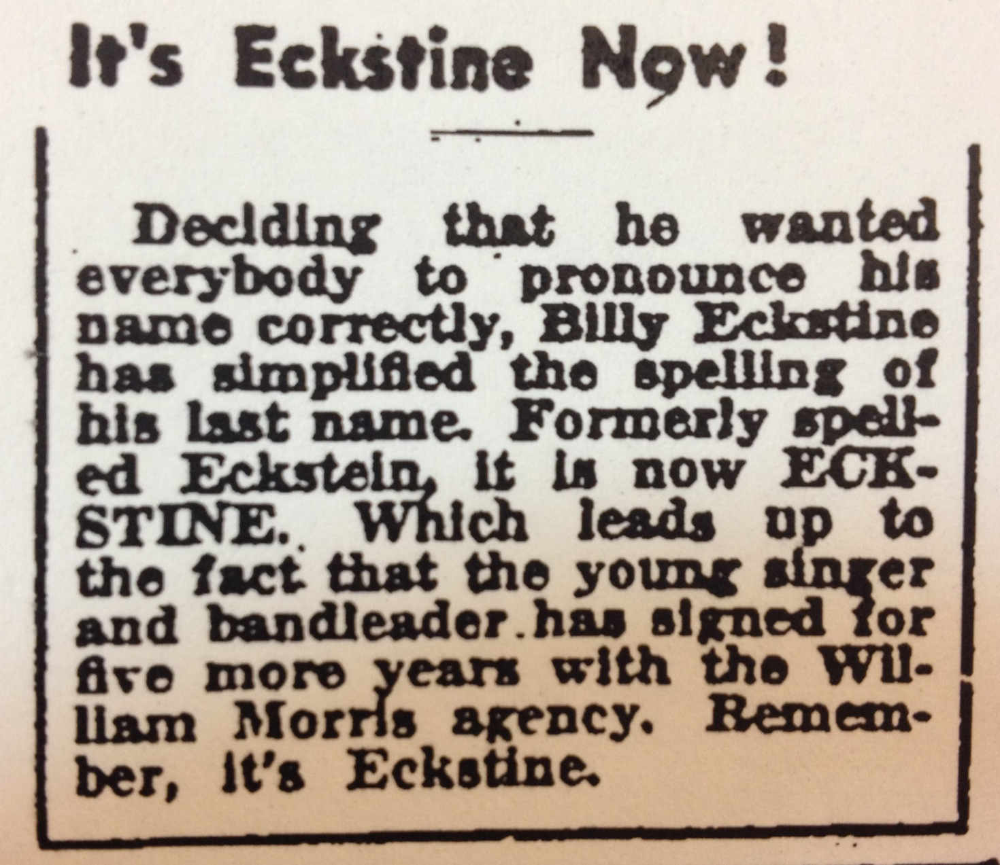 It's Eckstine Now!
Deciding that he wanted
everybody to pronounce his
name correctly, Billy Eckstine
has simplified the spelling of
his last name. Formerly spell-
ed Eckstein, it is now ECK-
STINE. Which leads up to
the fact that the young singer
and bandleader has signed for
five more years with the Wil-
liam Morris agency. Remem-
ber, it's Eckstine.